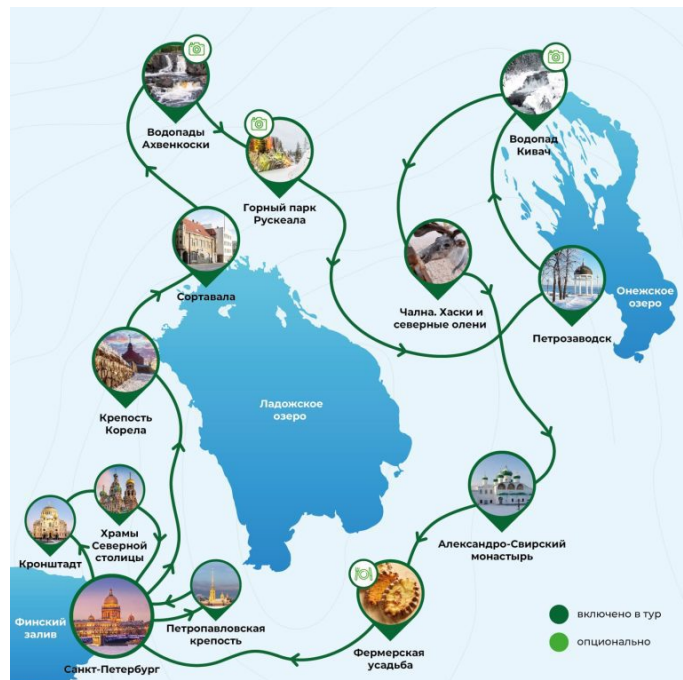 Водопады
Ахвенкоски
Водопад
Кивач
Горный парк
Рускеала
Сортавала
Чална. Хаски и
северные олени
Онежское
озеро
Петрозаводск
Крепость
Корела
Ладожское
озеро
Храмы
Северной
столицы
Кронштадт
Александро-Свирский
монастырь
Финский
залив
Петропавловская
крепость
Санкт-Петербург
Фермерская
усадьба
включено в тур
опционально